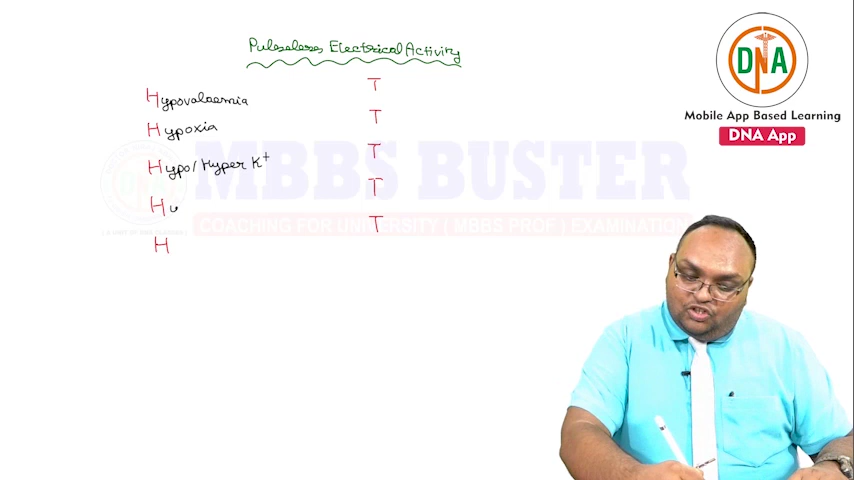 Pulseless Electrical Activity
DNA
Mobile App Based Learning
DNA App
Hypovolaemia T
Hypoxia T
Hypo/Hyper K+ T
Hy T
H T
MBBS BUSTER
COACHING FOR UNIVERSITY ( MBBS PROF ) EXAMINATION